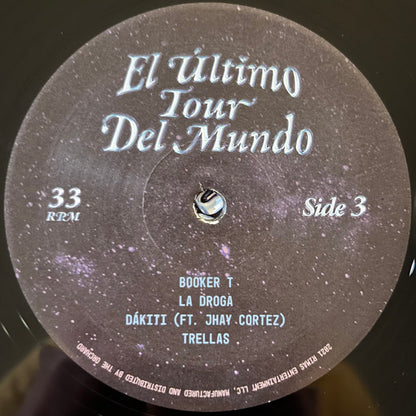 El Último
Tour
Del Mundo
33
RPM
Side 3
BOOKER T
LA DROGA
DÁKITI (FT. JHAY CORTEZ)
TRELLAS
2021 RIMAS ENTERTAINMENT LLC. MANUFACTURED AND DISTRIBUTED BY THE ORCHARD.